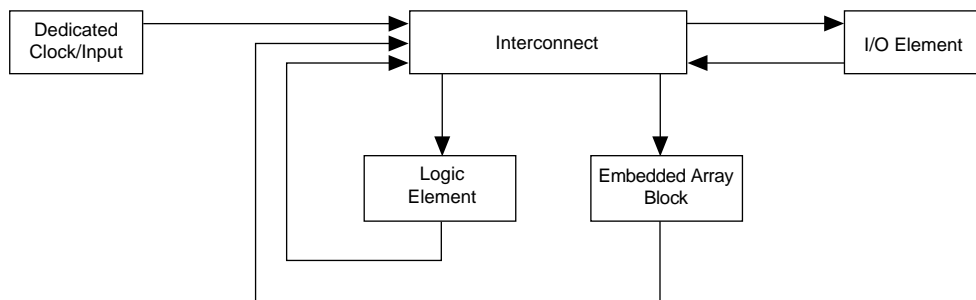 Dedicated
Clock/Input
Interconnect
I/O Element
Logic
Element
Embedded Array
Block